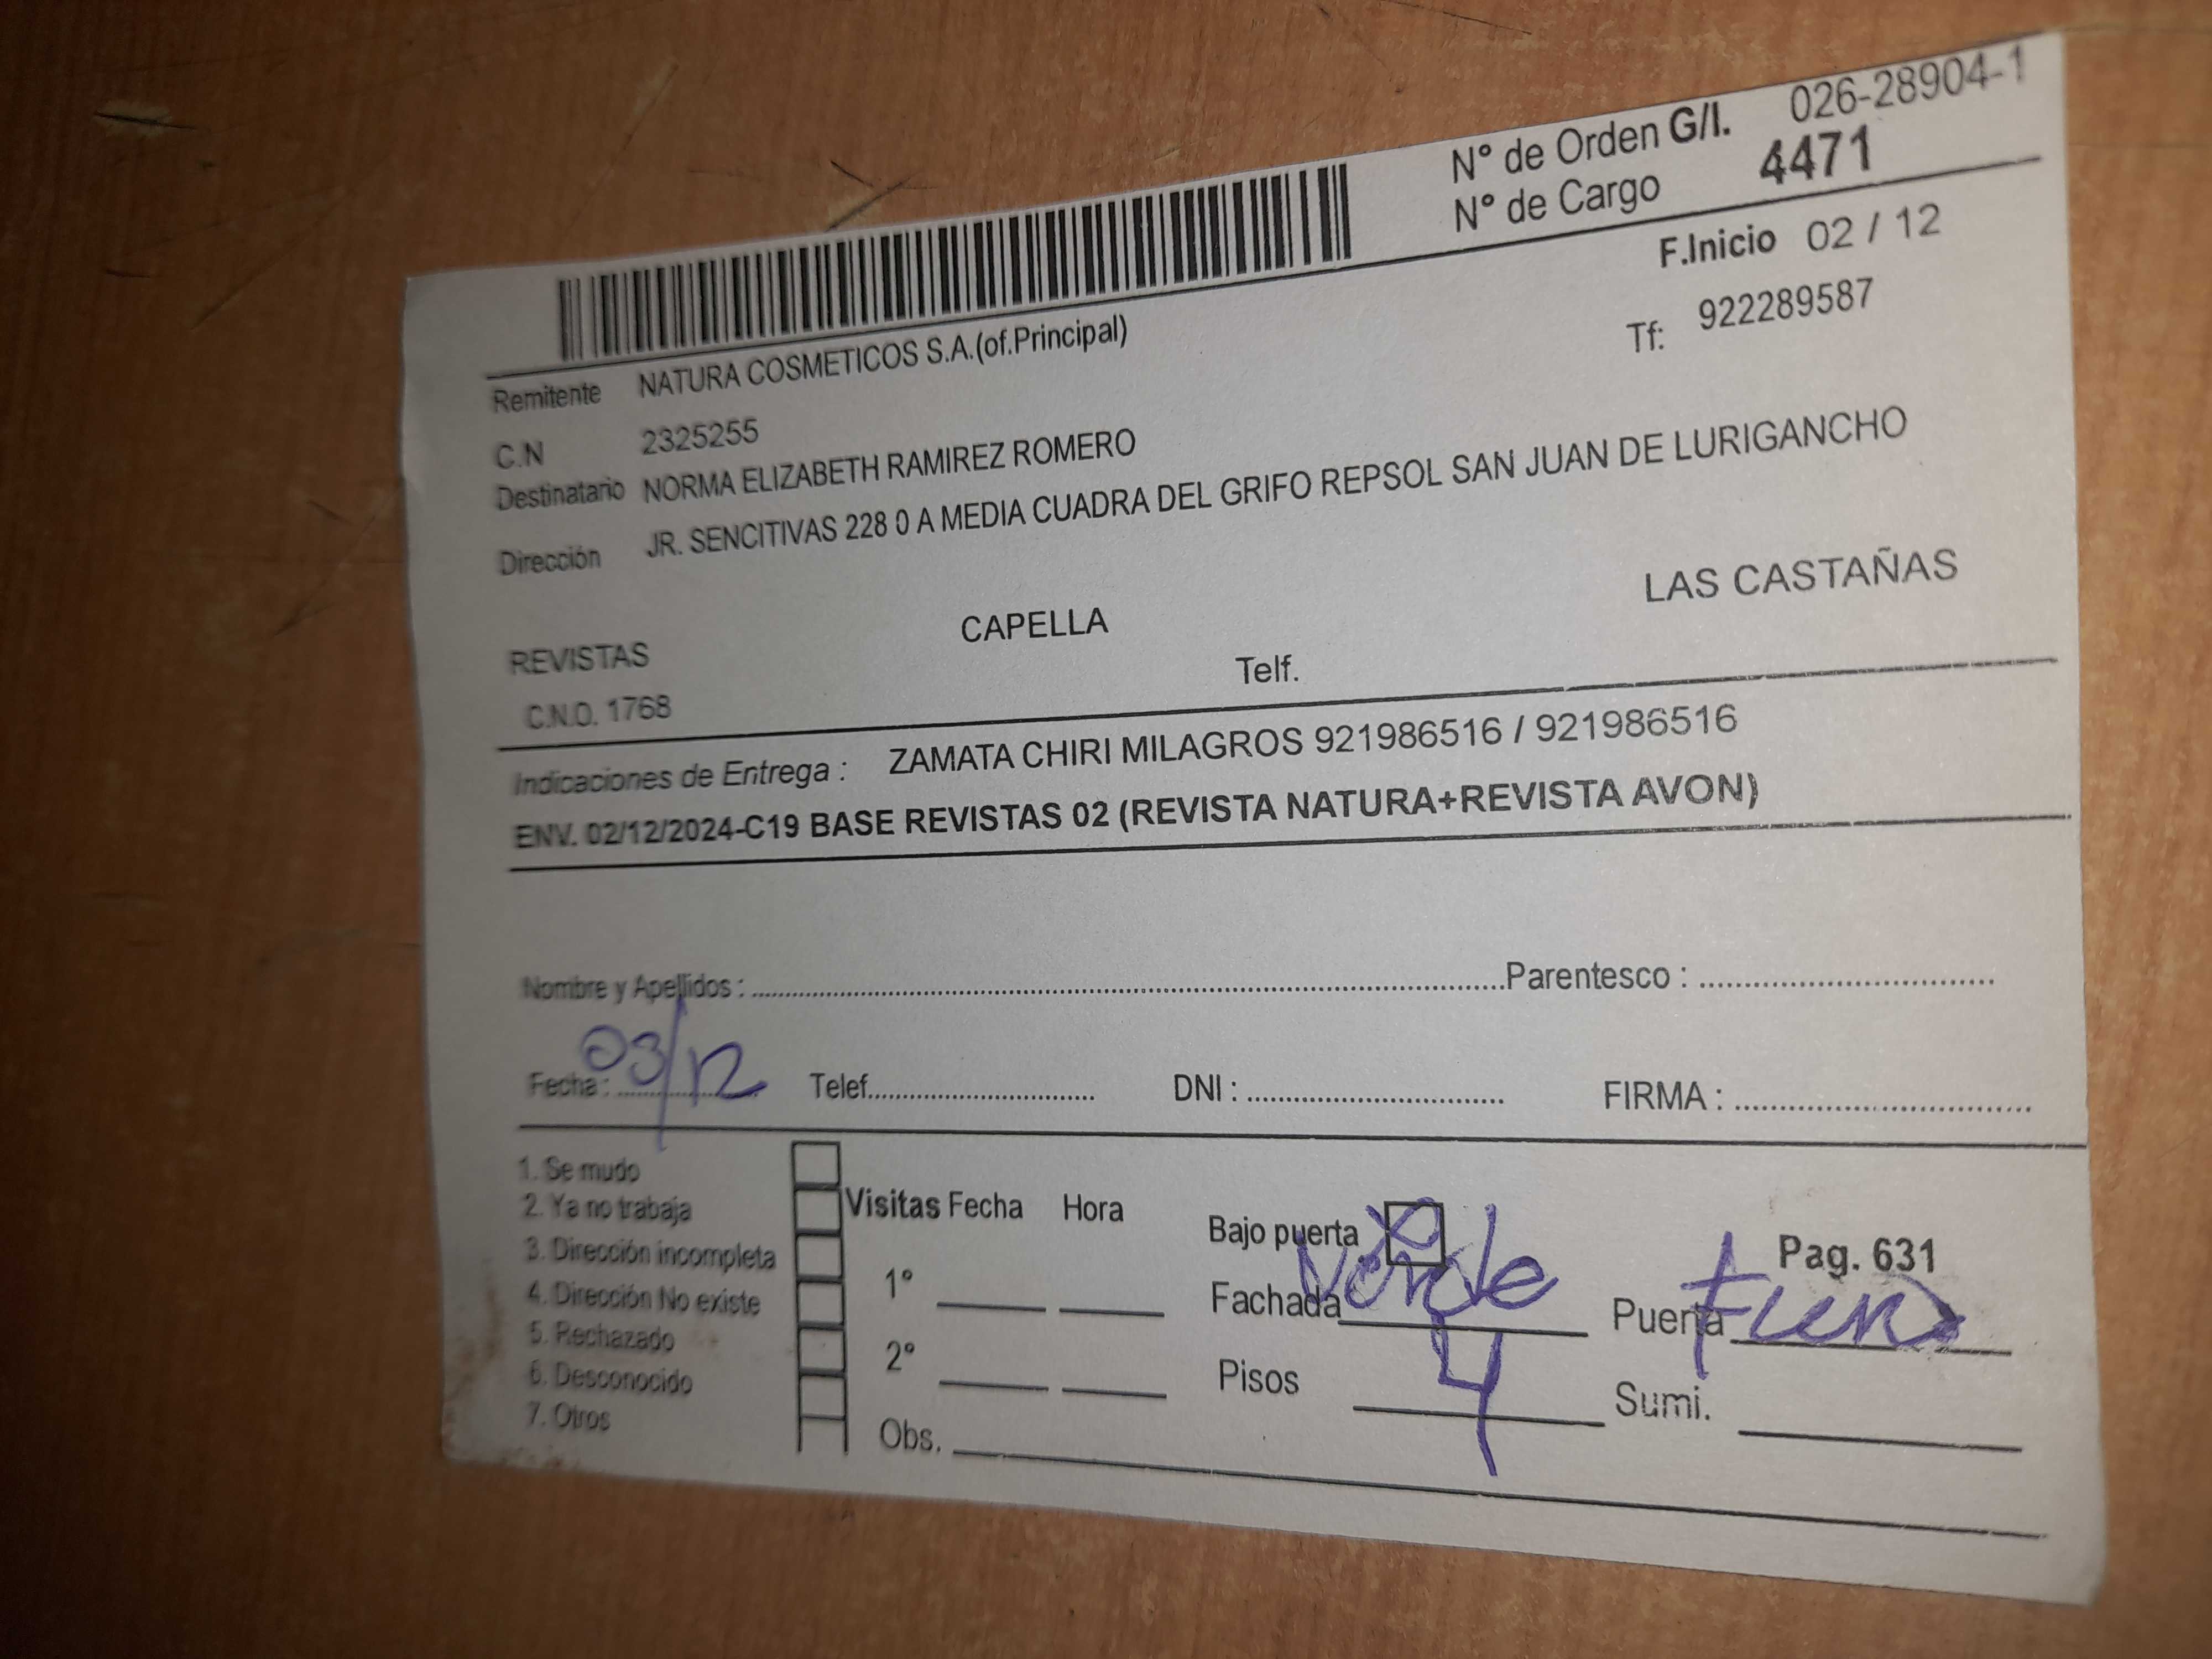 N° de Orden G/I. 026-28904-1
N° de Cargo 4471
F.Inicio 02 / 12
Remitente NATURA COSMETICOS S.A.(of.Principal) Tf: 922289587
C.N 2325255
Destinatario NORMA ELIZABETH RAMIREZ ROMERO
Dirección JR. SENCITIVAS 228 0 A MEDIA CUADRA DEL GRIFO REPSOL SAN JUAN DE LURIGANCHO
REVISTAS CAPELLA LAS CASTAÑAS
C.N.O. 1768 Telf.
Indicaciones de Entrega : ZAMATA CHIRI MILAGROS 921986516 / 921986516
ENV. 02/12/2024-C19 BASE REVISTAS 02 (REVISTA NATURA+REVISTA AVON)
Nombre y Apellidos : Parentesco :
Fecha : 03/12 Telef. DNI : FIRMA :
1. Se mudo
2. Ya no trabaja
3. Dirección incompleta
4. Dirección No existe
5. Rechazado
6. Desconocido
7. Otros
Visitas Fecha Hora
1°
2°
Obs.
Bajo puerta X
Fachada Verde
Pisos 4
Pag. 631
Puerta
Sumi.